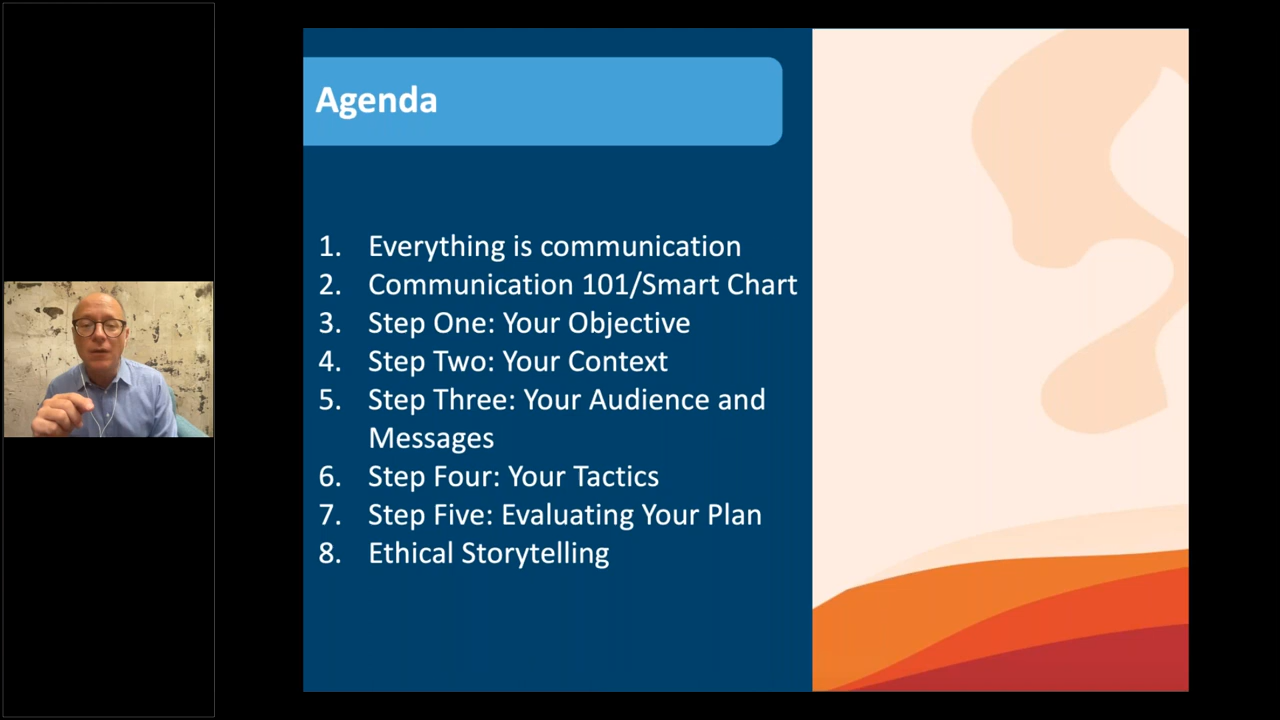 Agenda
1. Everything is communication
2. Communication 101/Smart Chart
3. Step One: Your Objective
4. Step Two: Your Context
5. Step Three: Your Audience and
Messages
6. Step Four: Your Tactics
7. Step Five: Evaluating Your Plan
8. Ethical Storytelling